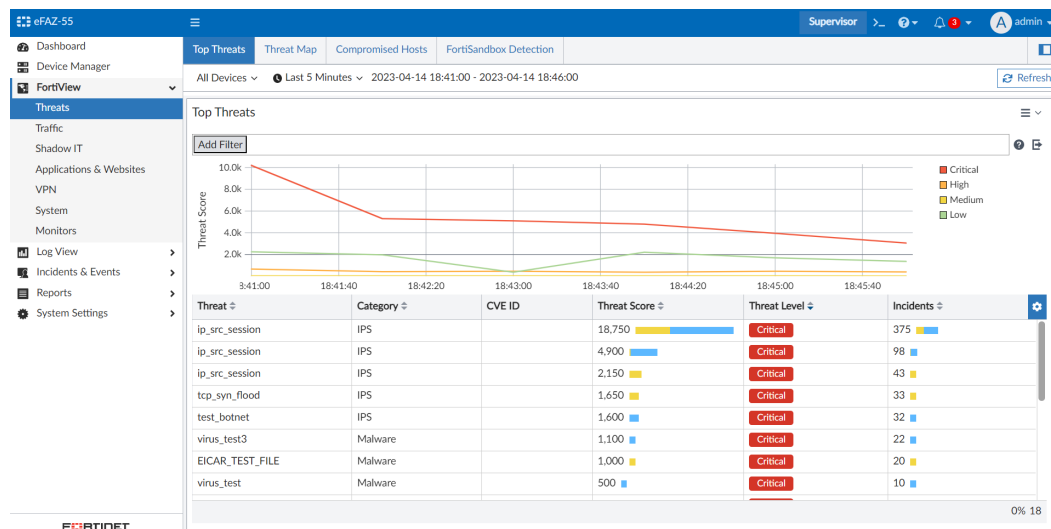 eFAZ-55
Supervisor
3
A admin
Dashboard
Device Manager
FortiView
Threats
Traffic
Shadow IT
Applications & Websites
VPN
System
Monitors
Log View
Incidents & Events
Reports
System Settings
FORTINET
Top Threats Threat Map Compromised Hosts FortiSandbox Detection
All Devices Last 5 Minutes 2023-04-14 18:41:00 - 2023-04-14 18:46:00 Refresh
Top Threats
Add Filter
Threat Score
10.0k
8.0k
6.0k
4.0k
2.0k
3:41:00 18:41:40 18:42:20 18:43:00 18:43:40 18:44:20 18:45:00 18:45:40
Critical
High
Medium
Low
Threat Category CVE ID Threat Score Threat Level Incidents
ip_src_session IPS 18,750 Critical 375
ip_src_session IPS 4,900 Critical 98
ip_src_session IPS 2,150 Critical 43
tcp_syn_flood IPS 1,650 Critical 33
test_botnet IPS 1,600 Critical 32
virus_test3 Malware 1,100 Critical 22
EICAR_TEST_FILE Malware 1,000 Critical 20
virus_test Malware 500 Critical 10
0% 18